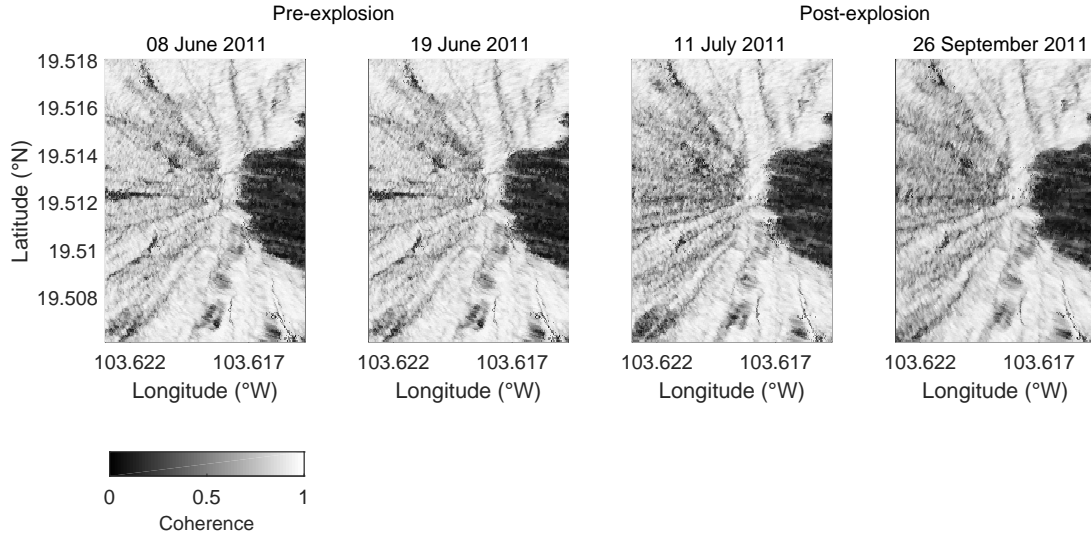 Pre-explosion Post-explosion
08 June 2011 19 June 2011 11 July 2011 26 September 2011
19.518
19.516
19.514
19.512
19.51
19.508
Latitude (°N)
103.622 103.617 103.622 103.617 103.622 103.617 103.622 103.617
Longitude (°W) Longitude (°W) Longitude (°W) Longitude (°W)
0 0.5 1
Coherence